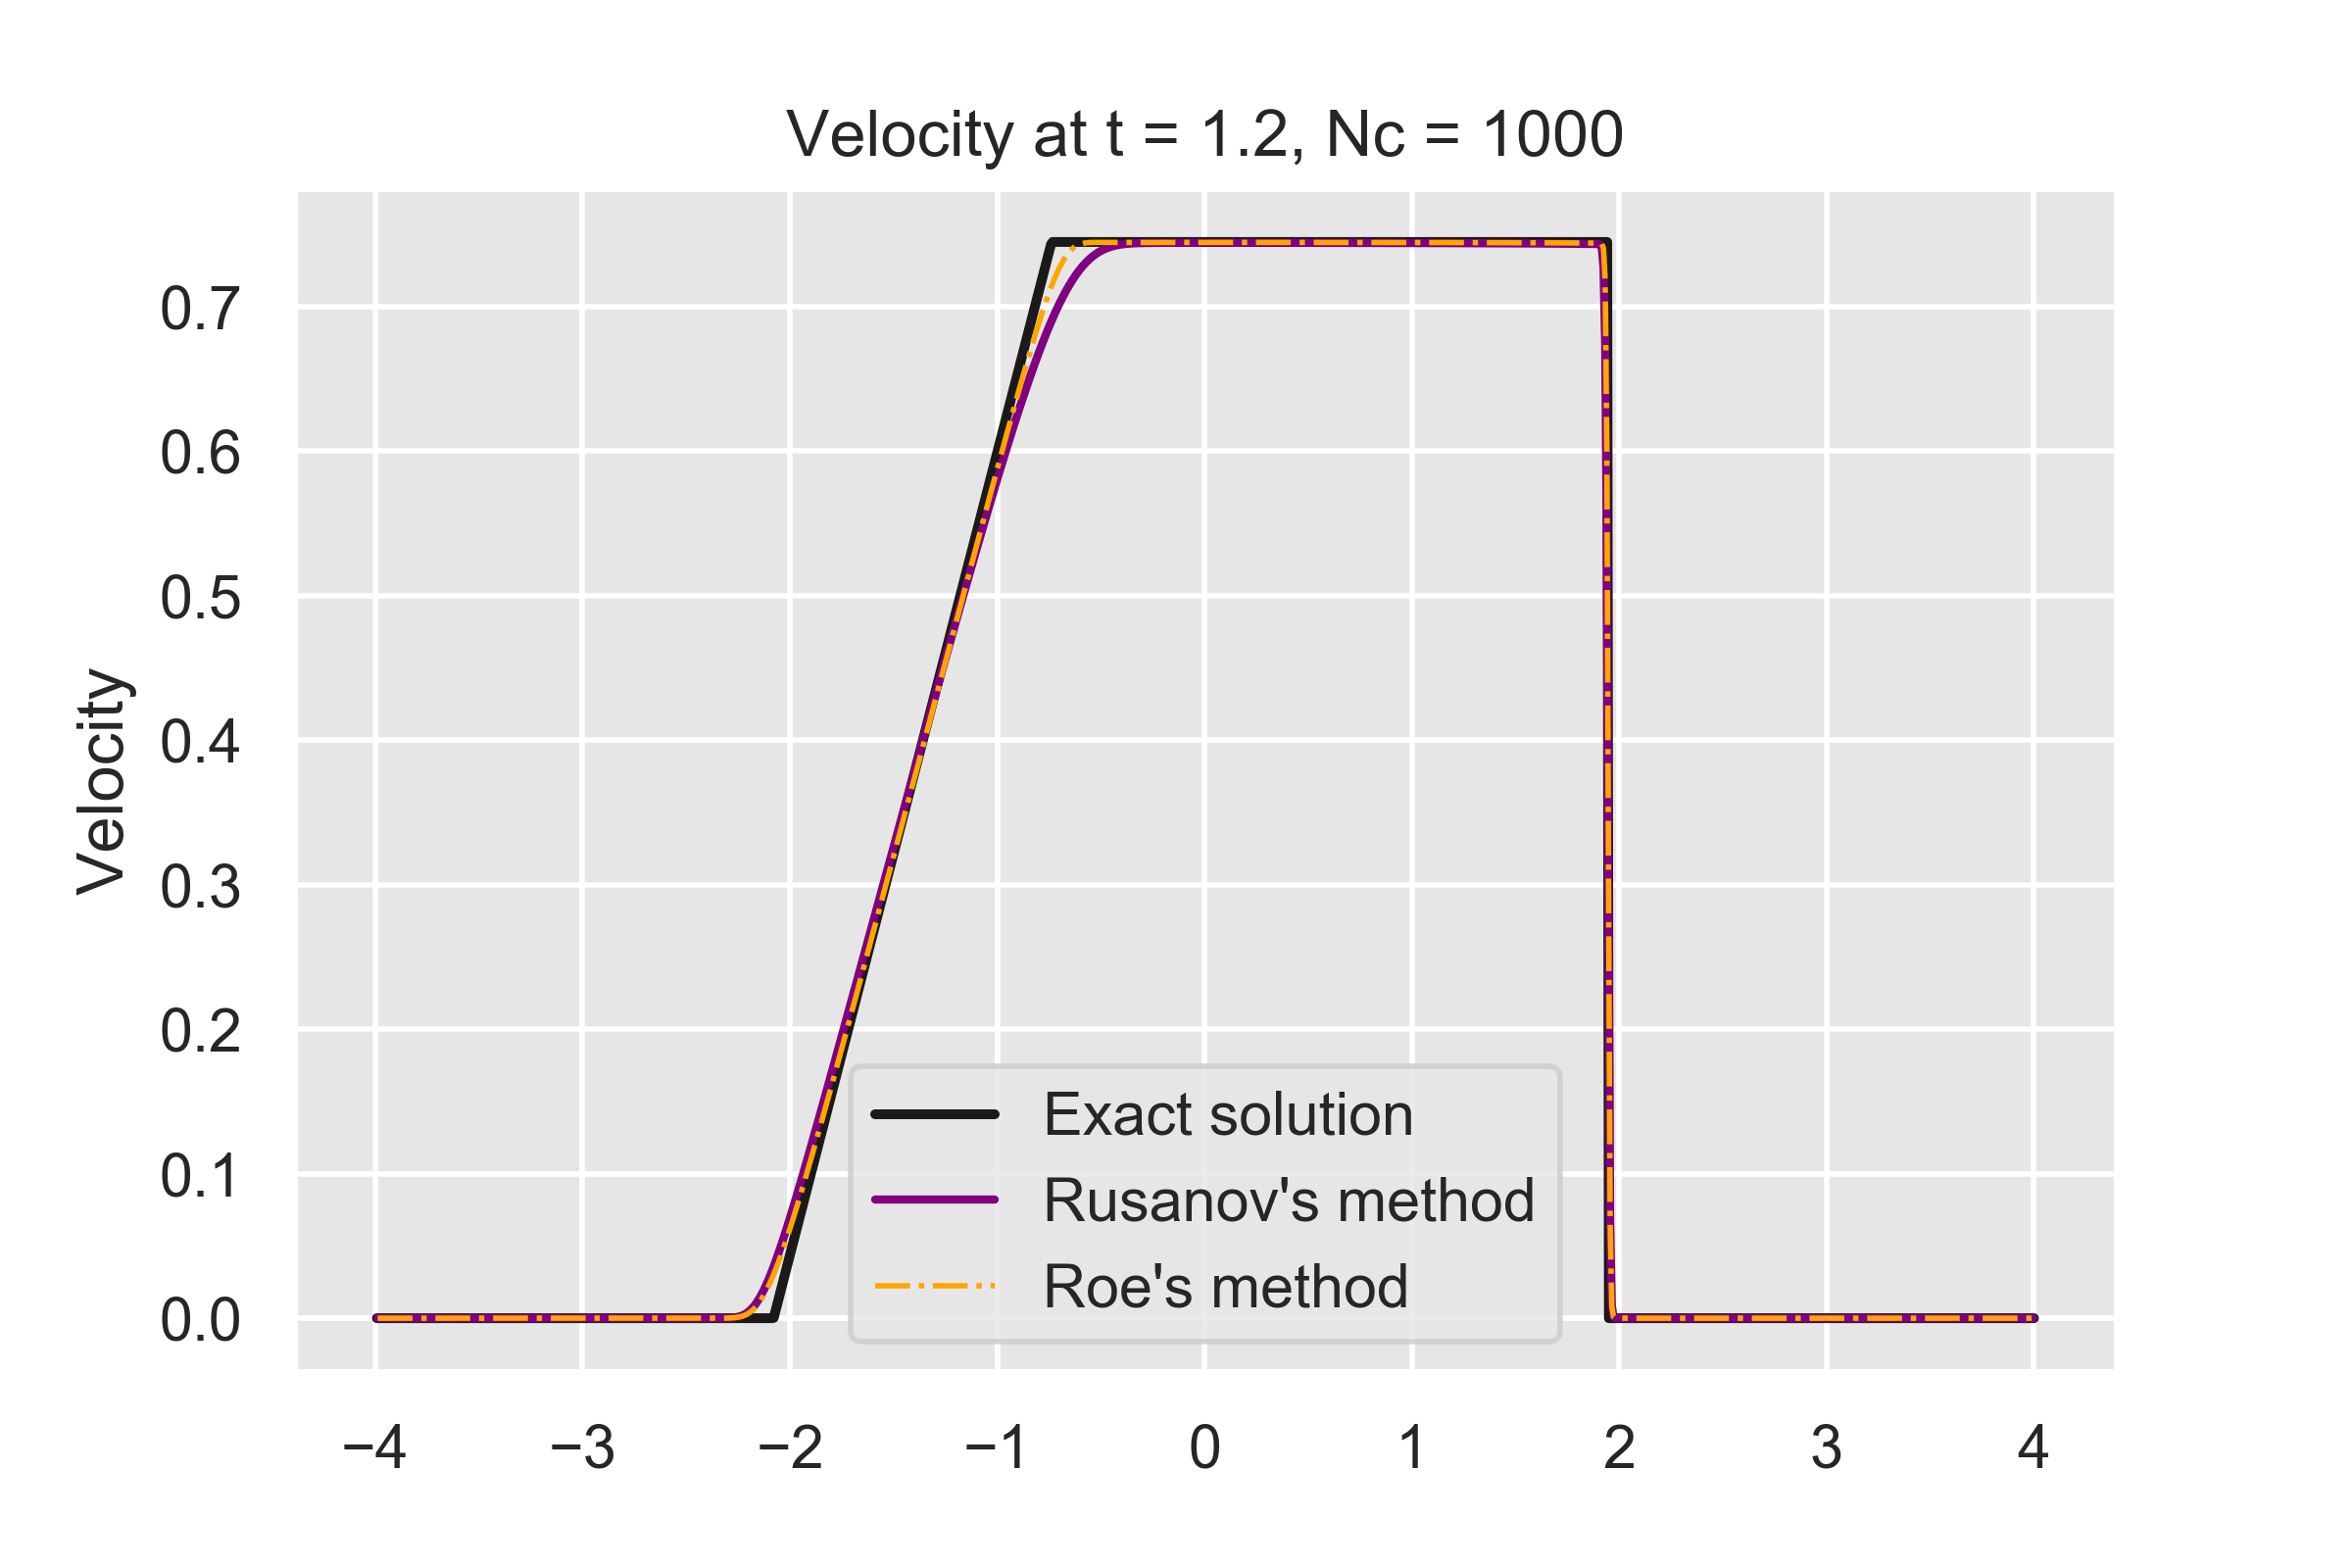 Velocity at t = 1.2, Nc = 1000
Velocity
0.7
0.6
0.5
0.4
0.3
0.2
0.1
0.0
Exact solution
Rusanov's method
Roe's method
−4 −3 −2 −1 0 1 2 3 4